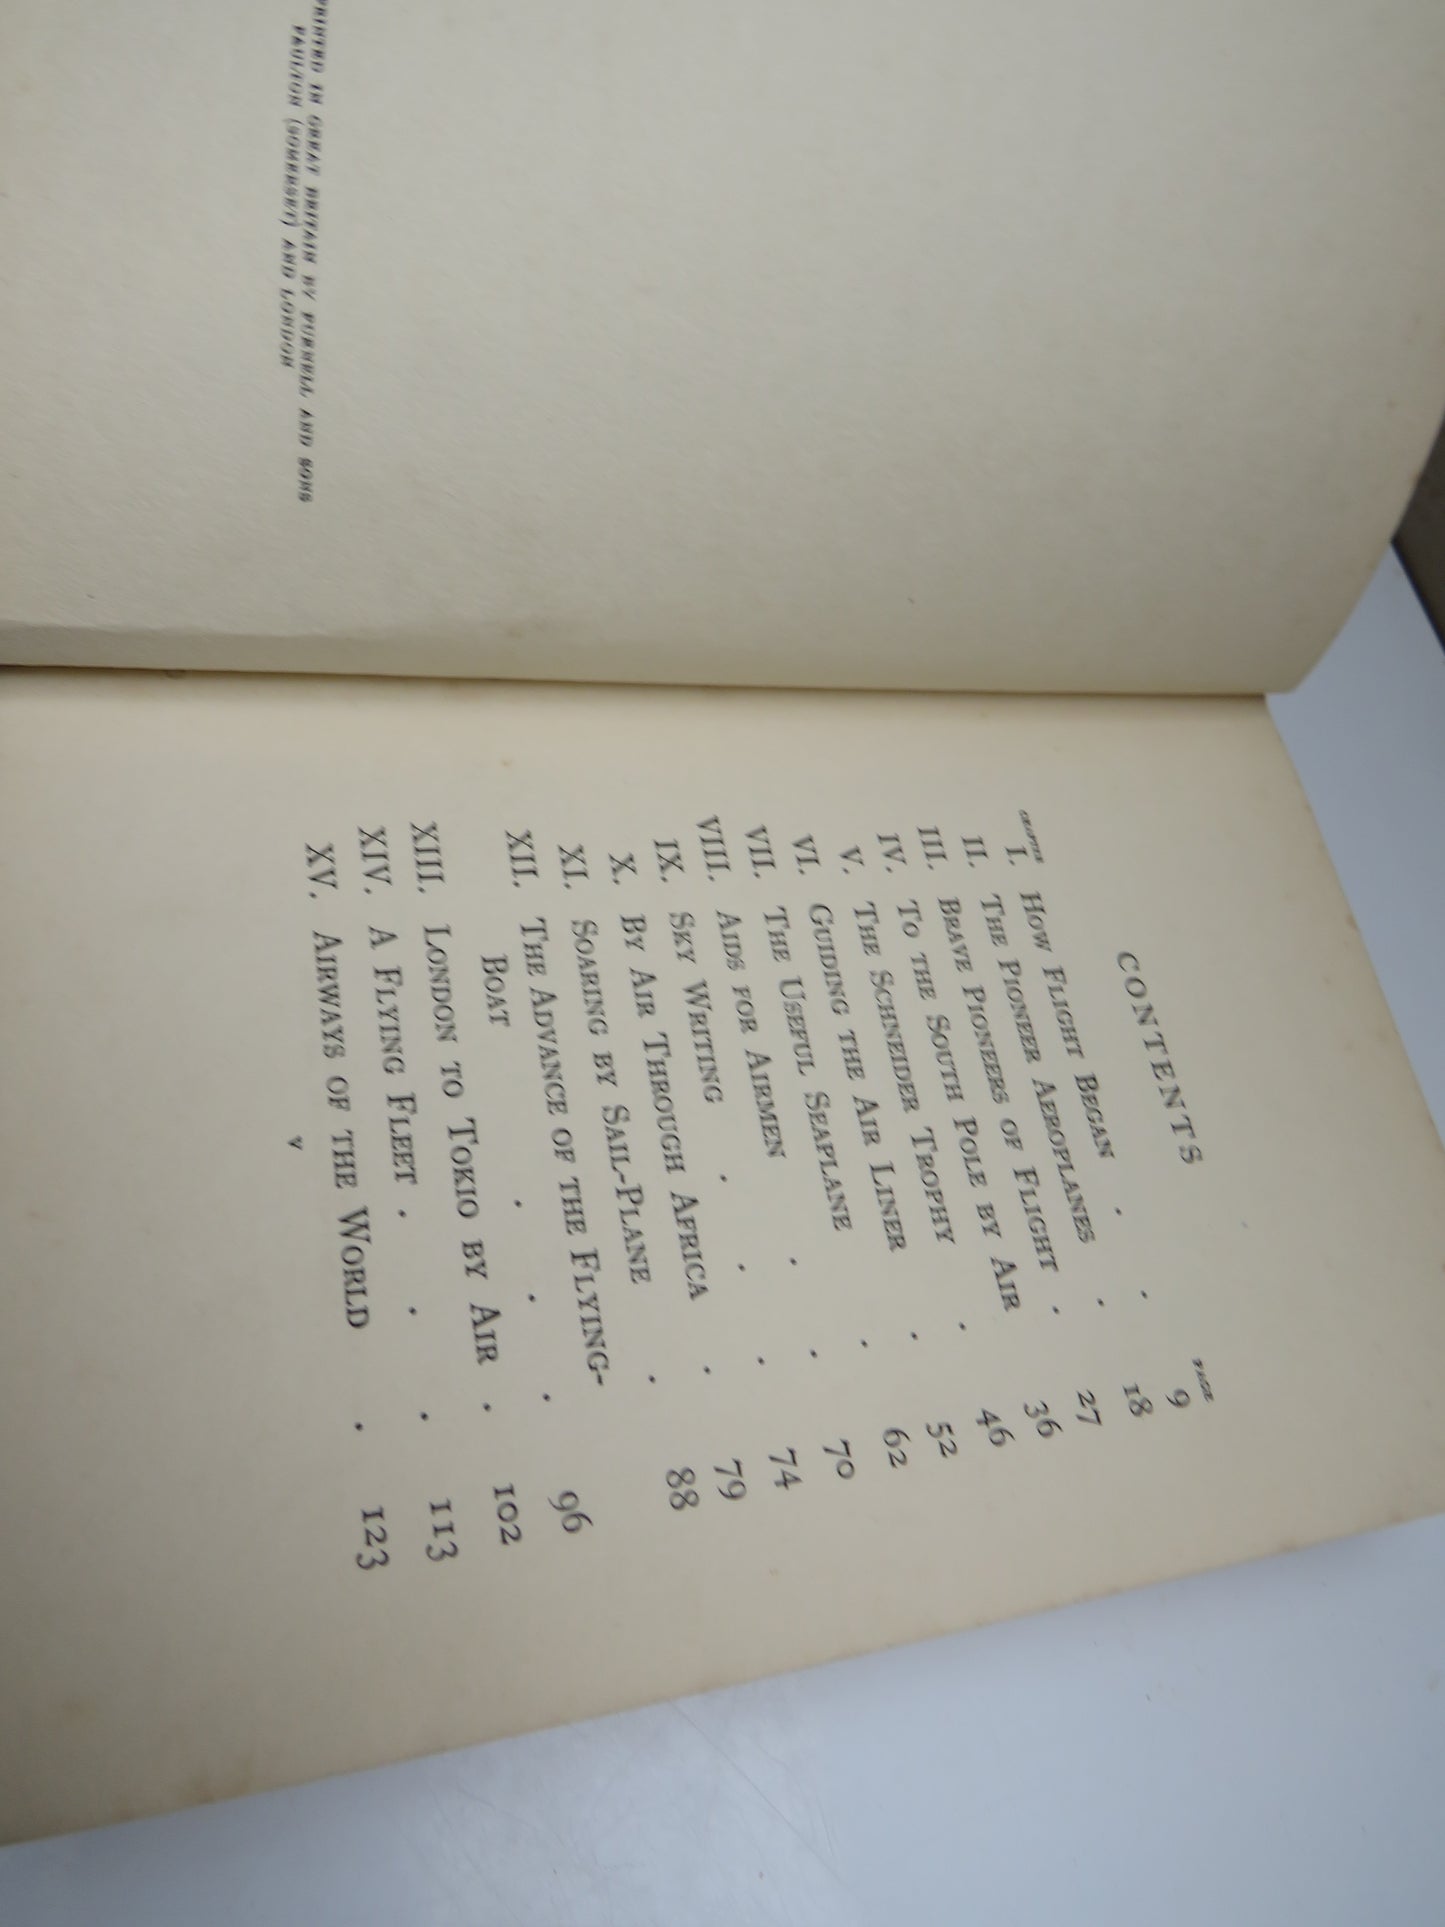 PRINTED IN GREAT BRITAIN BY PURNELL AND SONS
PAULTON (SOMERSET) AND LONDON
CONTENTS
CHAPTER PAGE
I. HOW FLIGHT BEGAN . . 9
II. THE PIONEER AEROPLANES . 18
III. BRAVE PIONEERS OF FLIGHT . 27
IV. TO THE SOUTH POLE BY AIR . 36
V. THE SCHNEIDER TROPHY . 46
VI. GUIDING THE AIR LINER . 52
VII. THE USEFUL SEAPLANE . . 62
VIII. AIDS FOR AIRMEN . . 70
IX. SKY WRITING . . . 74
X. BY AIR THROUGH AFRICA . 79
XI. SOARING BY SAIL-PLANE . 88
XII. THE ADVANCE OF THE FLYING-
BOAT . . . 96
XIII. LONDON TO TOKIO BY AIR . 102
XIV. A FLYING FLEET . . . 113
XV. AIRWAYS OF THE WORLD . 123
v